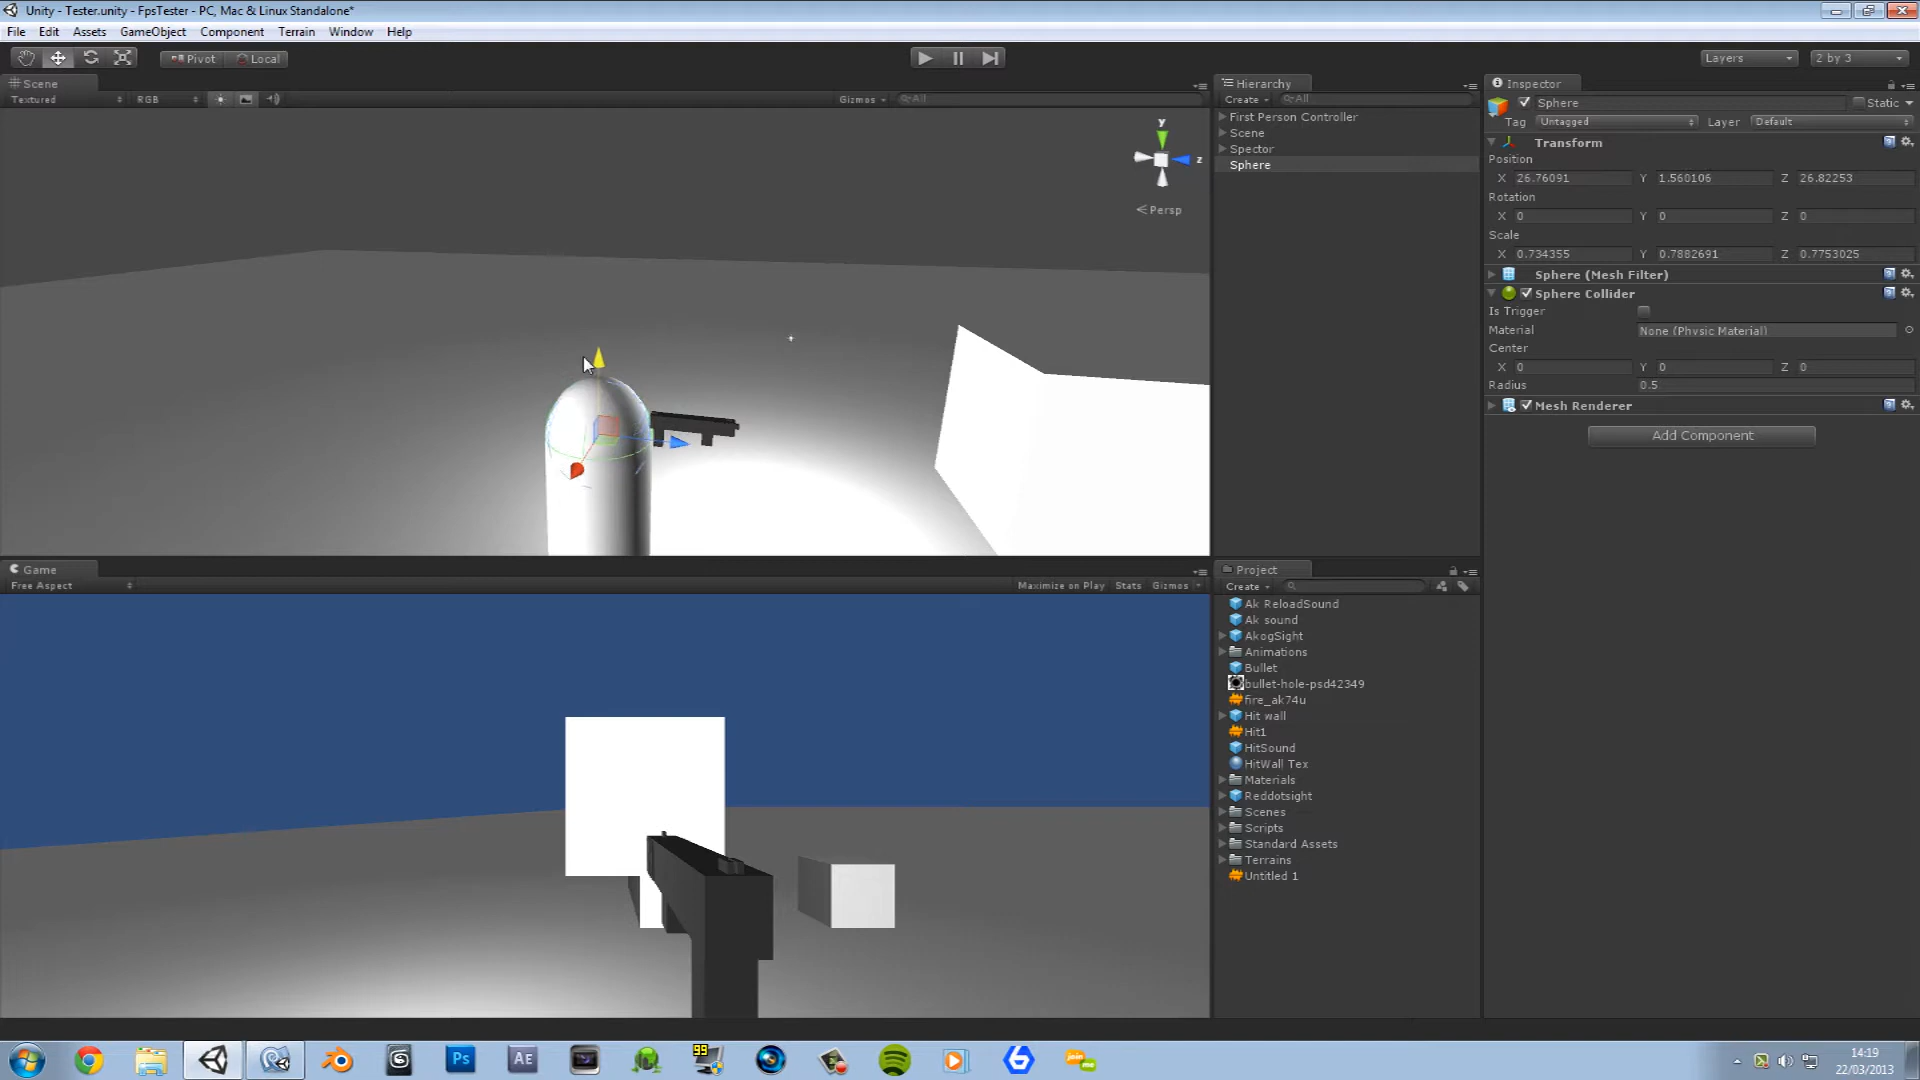 Unity - Tester.unity - FpsTester - PC, Mac & Linux Standalone*
File Edit Assets GameObject Component Terrain Window Help
Pivot Local Layers 2 by 3
Scene
Textured RGB Gizmos All
y
z
Persp
Game
Free Aspect Maximize on Play Stats Gizmos
Hierarchy
Create All
First Person Controller
Scene
Spector
Sphere
Project
Create
Ak ReloadSound
Ak sound
AkogSight
Animations
Bullet
bullet-hole-psd42349
fire_ak74u
Hit wall
Hit1
HitSound
HitWall Tex
Materials
Reddotsight
Scenes
Scripts
Standard Assets
Terrains
Untitled 1
Inspector
Sphere Static
Tag Untagged Layer Default
Transform
Position
X 26.76091 Y 1.560106 Z 26.82253
Rotation
X 0 Y 0 Z 0
Scale
X 0.734355 Y 0.7882691 Z 0.7753025
Sphere (Mesh Filter)
Sphere Collider
Is Trigger
Material None (Physic Material)
Center
X 0 Y 0 Z 0
Radius 0.5
Mesh Renderer
Add Component
Ps AE 99
14:19
22/03/2013